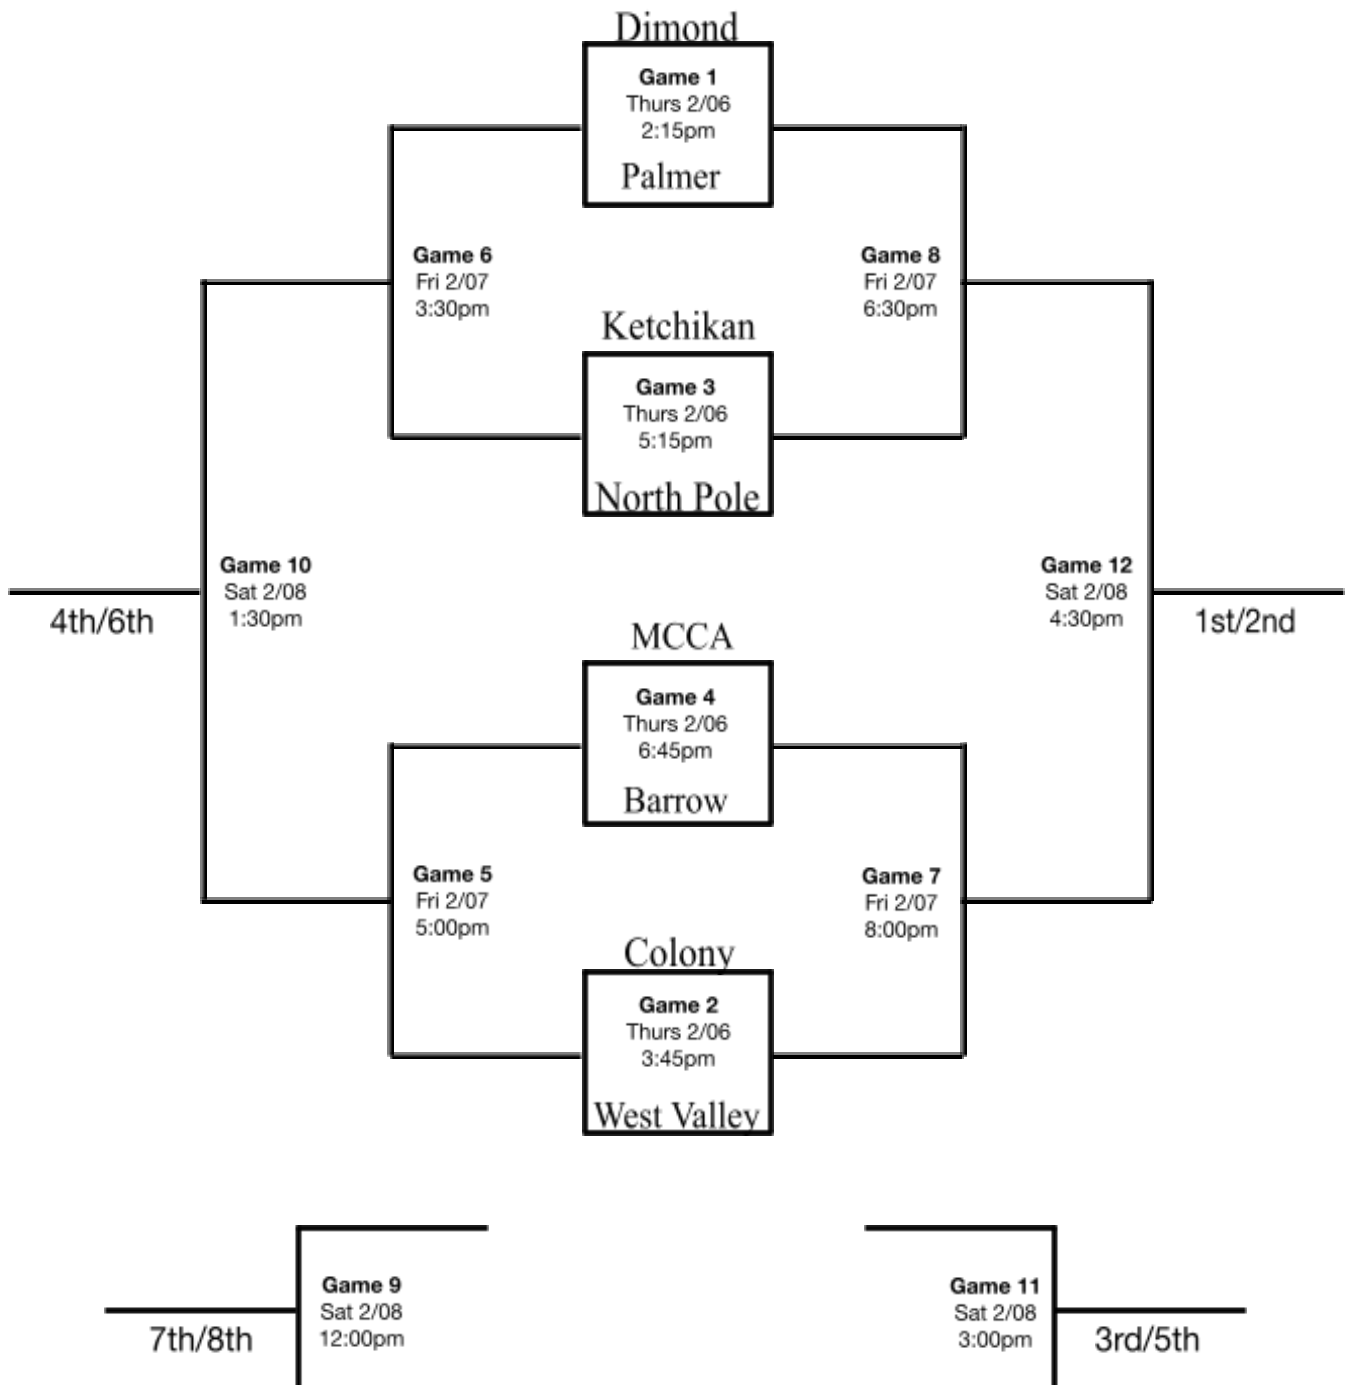 Dimond
Game 1
Thurs 2/06
2:15pm
Palmer
Game 6
Fri 2/07
3:30pm
Game 8
Fri 2/07
6:30pm
Ketchikan
Game 3
Thurs 2/06
5:15pm
North Pole
Game 10
Sat 2/08
1:30pm
4th/6th
Game 12
Sat 2/08
4:30pm
1st/2nd
MCCA
Game 4
Thurs 2/06
6:45pm
Barrow
Game 5
Fri 2/07
5:00pm
Game 7
Fri 2/07
8:00pm
Colony
Game 2
Thurs 2/06
3:45pm
West Valley
Game 9
Sat 2/08
12:00pm
7th/8th
Game 11
Sat 2/08
3:00pm
3rd/5th